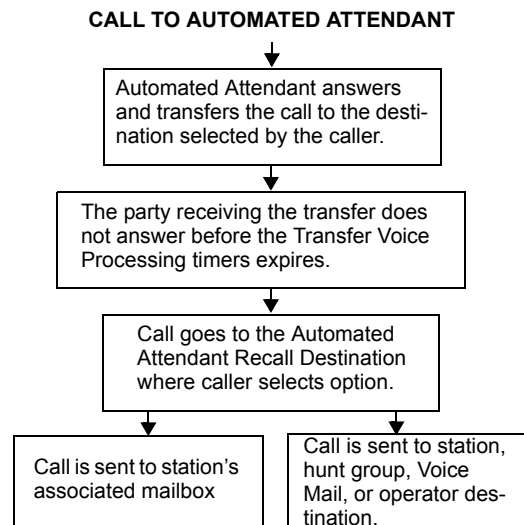 CALL TO AUTOMATED ATTENDANT
Automated Attendant answers
and transfers the call to the desti-
nation selected by the caller.
The party receiving the transfer does
not answer before the Transfer Voice
Processing timers expires.
Call goes to the Automated
Attendant Recall Destination
where caller selects option.
Call is sent to station's
associated mailbox
Call is sent to station,
hunt group, Voice
Mail, or operator des-
tination.